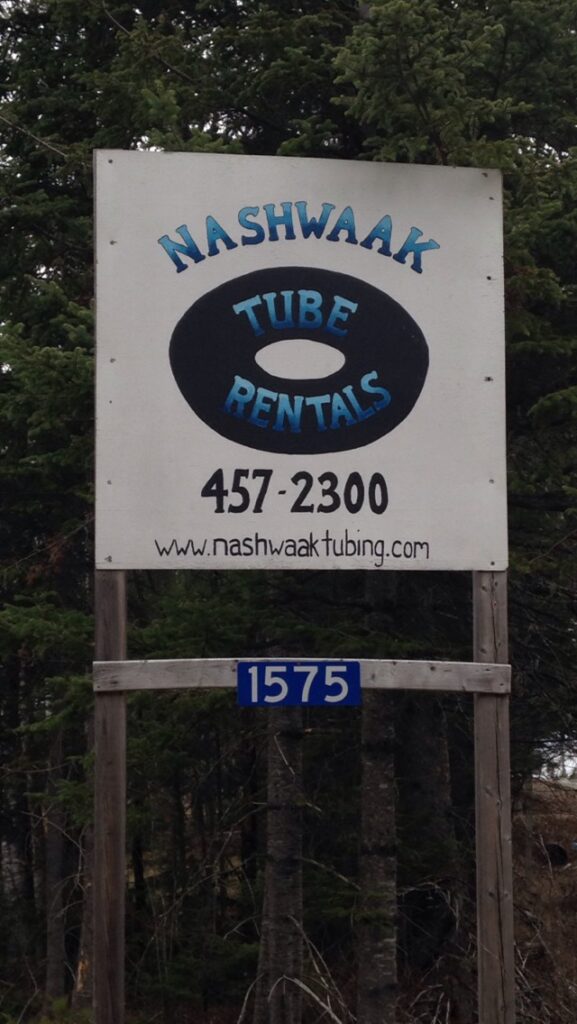 NASHWAAK
TUBE
RENTALS
457-2300
www.nashwaaktubing.com
1575